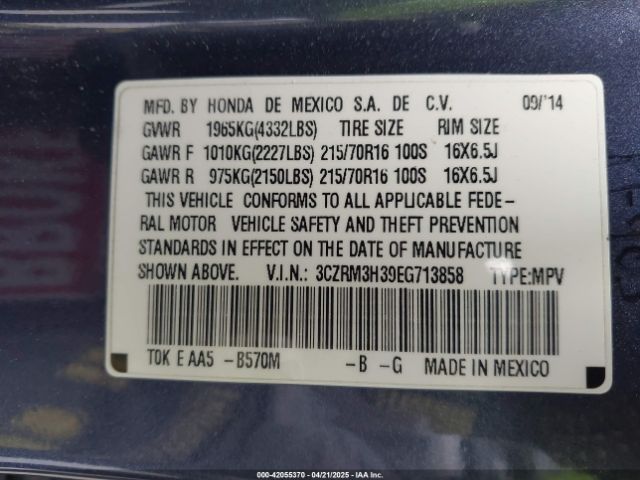 MFD. BY HONDA DE MEXICO S.A. DE C.V. 09/'14
GVWR 1965KG(4332LBS) TIRE SIZE RIM SIZE
GAWR F 1010KG(2227LBS) 215/70R16 100S 16X6.5J
GAWR R 975KG(2150LBS) 215/70R16 100S 16X6.5J
THIS VEHICLE CONFORMS TO ALL APPLICABLE FEDE-
RAL MOTOR VEHICLE SAFETY AND THEFT PREVENTION
STANDARDS IN EFFECT ON THE DATE OF MANUFACTURE
SHOWN ABOVE. V.I.N.: 3CZRM3H39EG713858 TYPE:MPV
T0K E AA5 -B570M -B -G MADE IN MEXICO
000-42055370 - 04/21/2025 - IAA Inc.